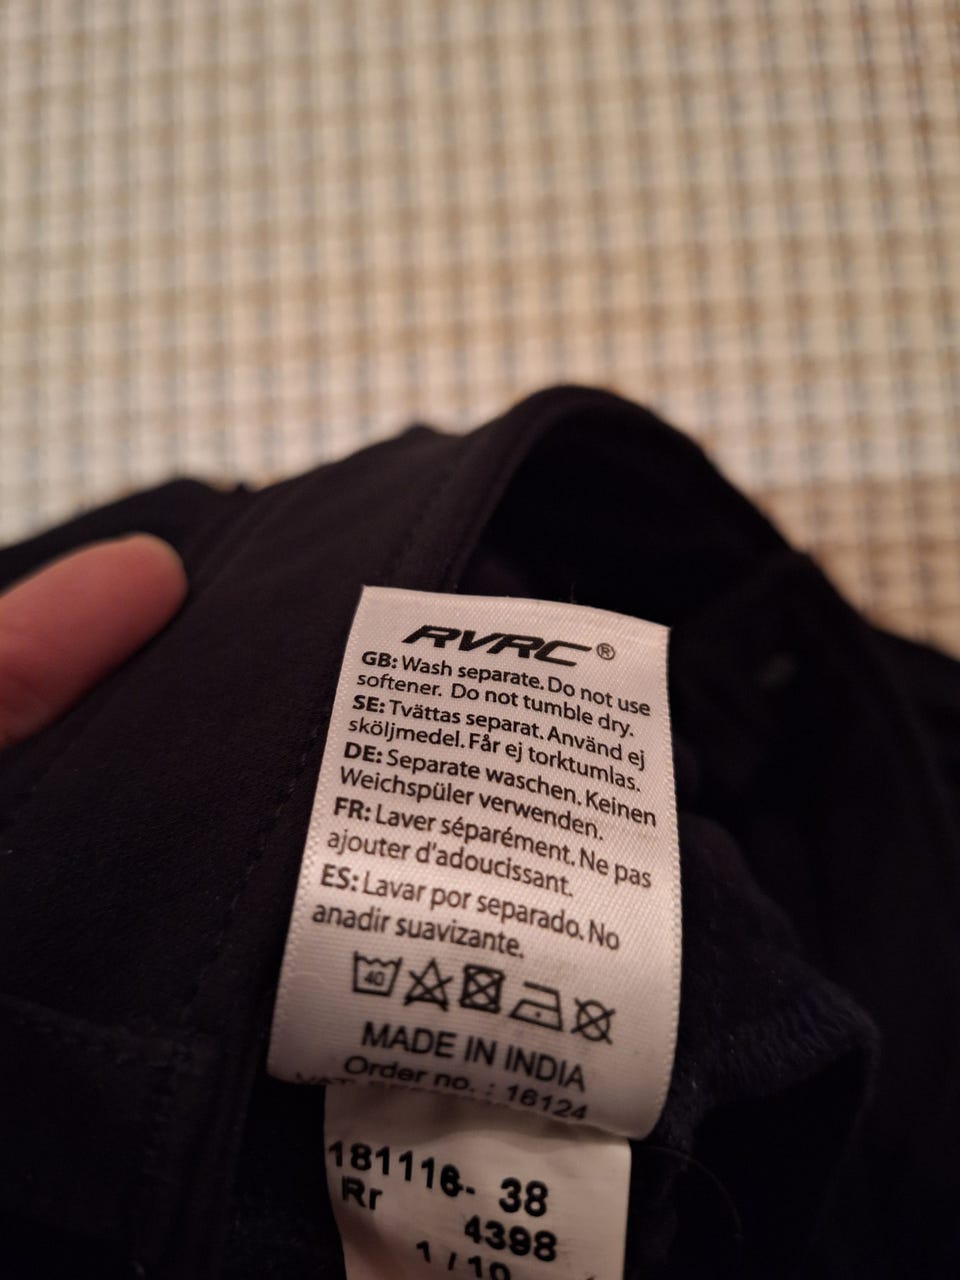 RVRC®
GB: Wash separate. Do not use
softener. Do not tumble dry.
SE: Tvättas separat. Använd ej
sköljmedel. Får ej torktumlas.
DE: Separate waschen. Keinen
Weichspüler verwenden.
FR: Laver séparément. Ne pas
ajouter d'adoucissant.
ES: Lavar por separado. No
anadir suavizante.
40
MADE IN INDIA
Order no. : 16124
181116- 38
Rr
4398
1 / 10